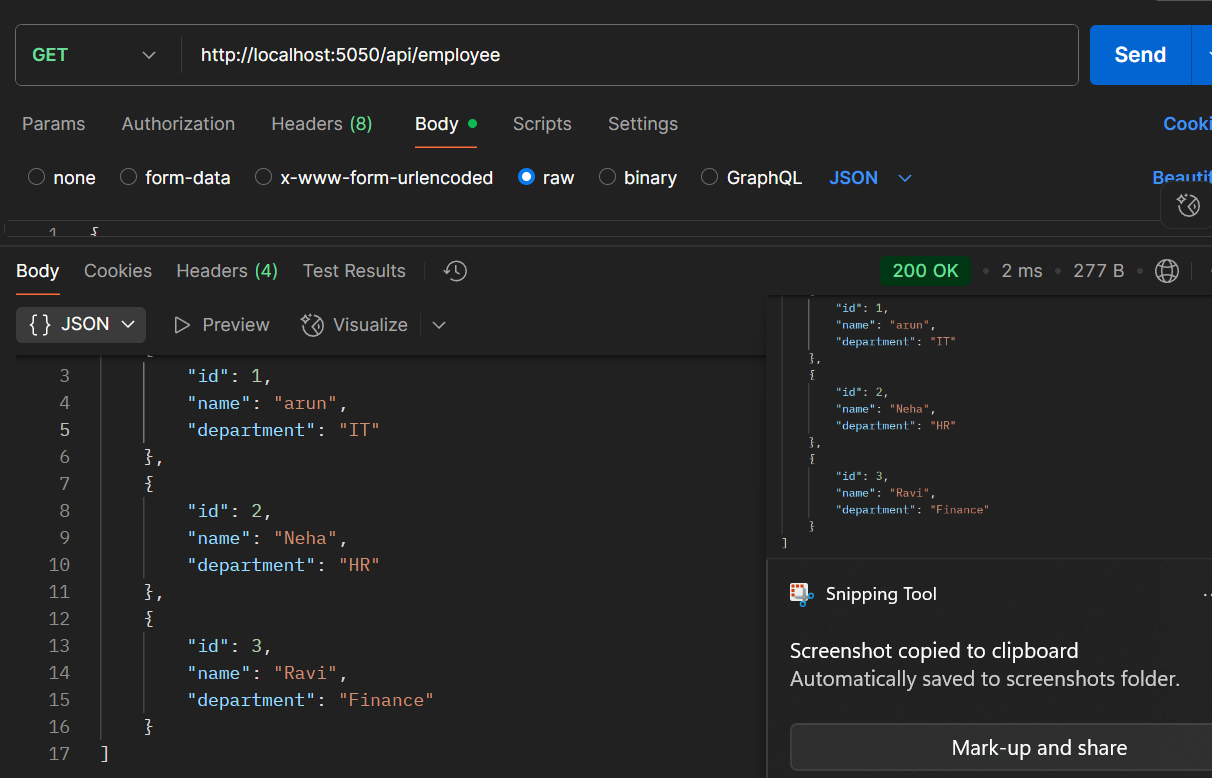 GET http://localhost:5050/api/employee Send
Params Authorization Headers (8) Body Scripts Settings Cooki
none form-data x-www-form-urlencoded raw binary GraphQL JSON Beautif
1 {
Body Cookies Headers (4) Test Results 200 OK 2 ms 277 B
{} JSON Preview Visualize
3 "id": 1,
4 "name": "arun",
5 "department": "IT"
6 },
7 {
8 "id": 2,
9 "name": "Neha",
10 "department": "HR"
11 },
12 {
13 "id": 3,
14 "name": "Ravi",
15 "department": "Finance"
16 }
17 ]
"id": 1,
"name": "arun",
"department": "IT"
},
{
"id": 2,
"name": "Neha",
"department": "HR"
},
{
"id": 3,
"name": "Ravi",
"department": "Finance"
}
]
Snipping Tool
Screenshot copied to clipboard
Automatically saved to screenshots folder.
Mark-up and share